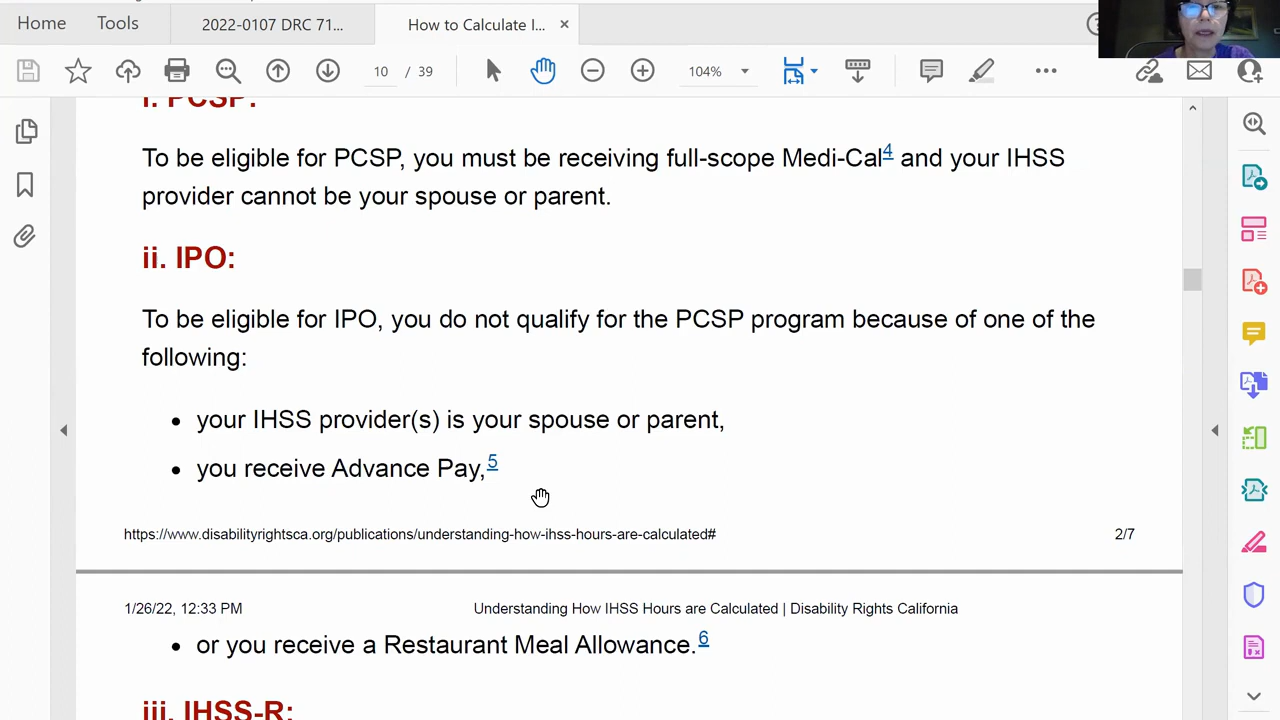 Home Tools 2022-0107 DRC 71... How to Calculate I... ×
10 / 39 104%
i. PCSP:
To be eligible for PCSP, you must be receiving full-scope Medi-Cal4 and your IHSS
provider cannot be your spouse or parent.
ii. IPO:
To be eligible for IPO, you do not qualify for the PCSP program because of one of the
following:
• your IHSS provider(s) is your spouse or parent,
• you receive Advance Pay,5
https://www.disabilityrightsca.org/publications/understanding-how-ihss-hours-are-calculated# 2/7
1/26/22, 12:33 PM Understanding How IHSS Hours are Calculated | Disability Rights California
• or you receive a Restaurant Meal Allowance.6
iii. IHSS-R: